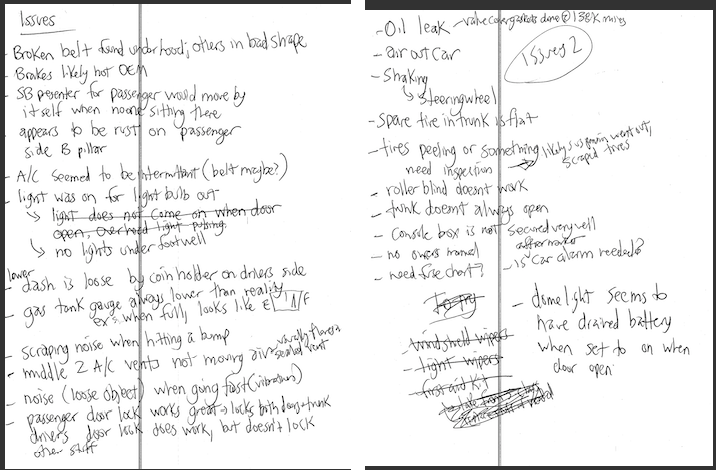 Issues
- Broken belt found under hood; others in bad shape
- Brakes likely not OEM
- SB presenter for passenger would move by
itself when noone sitting there
appears to be rust on passenger
side B pillar
- A/C seemed to be intermittant (belt maybe?)
- light was on for light bulb out
↳ light does not come on when door
open, overhead light pulsing.
↳ no lights under footwell
lower
- dash is loose by coin holder on drivers side
- gas tank gauge always lower than reality
ex: when full, looks like E F
- scraping noise when hitting a bump
- middle 2 A/C vents not moving air usually there's
sealed vent
- noise (loose object) when going fast (vibration)
- passenger door lock works great → locks both doors + trunk
drivers door lock does work, but doesn't lock
other stuff
- Oil leak - valve cover gaskets done @ 138K miles
- air out car
- Shaking
↳ Steering wheel
- Spare tire in trunk is flat
- tires peeling or something likely went out,
scraped tires
need inspection
- roller blind doesnt work
- trunk doesnt always open
- Console box is not secured very well
- no owners manual
- need fuse chart?
Issues 2
aftermarket
- is car alarm needed?
- dome light seems to
have drained battery
when set to on when
door open
To try
- windshield wipers
- light wipers
- first aid kit